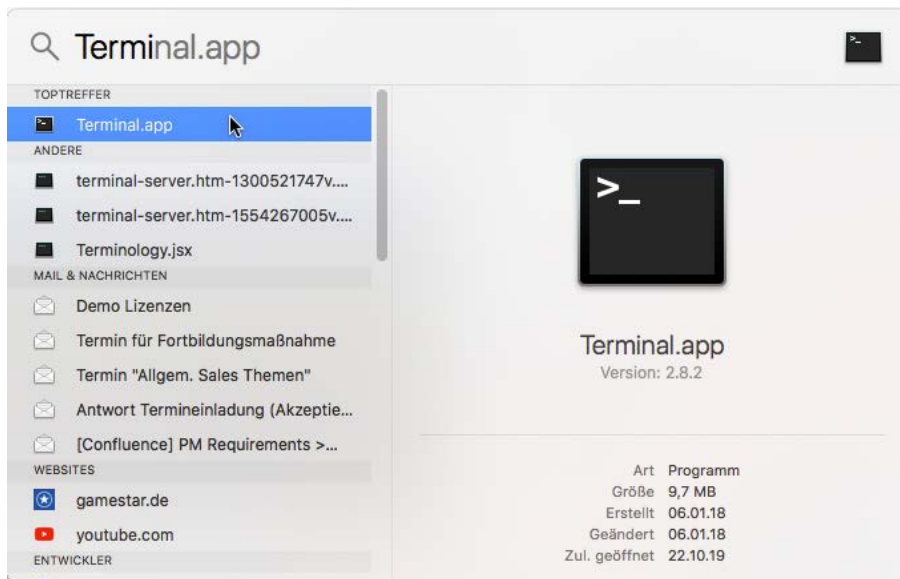 Terminal.app
TOPTREFFER
Terminal.app
ANDERE
terminal-server.htm-1300521747v....
terminal-server.htm-1554267005v....
Terminology.jsx
MAIL & NACHRICHTEN
Demo Lizenzen
Termin für Fortbildungsmaßnahme
Termin "Allgem. Sales Themen"
Antwort Termineinladung (Akzeptie...
[Confluence] PM Requirements >...
WEBSITES
gamestar.de
youtube.com
ENTWICKLER
>_
Terminal.app
Version: 2.8.2
Art Programm
Größe 9,7 MB
Erstellt 06.01.18
Geändert 06.01.18
Zul. geöffnet 22.10.19